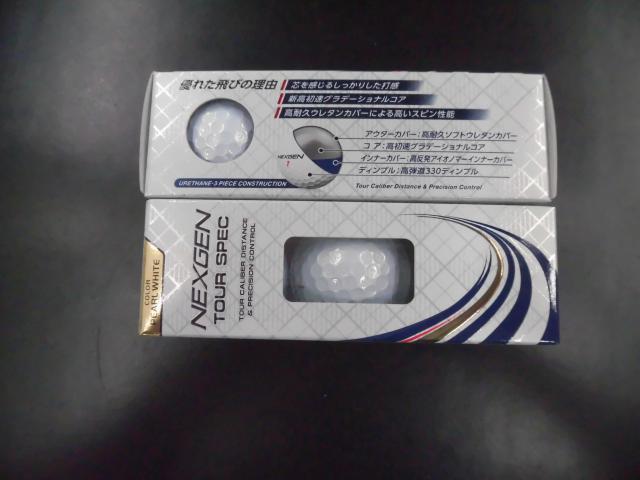 優れた飛びの理由
芯を感じるしっかりした打感
新高初速グラデーショナルコア
高耐久ウレタンカバーによる高いスピン性能
アウターカバー:高耐久ソフトウレタンカバー
コア:高初速グラデーショナルコア
インナーカバー:高反発アイオノマーインナーカバー
ディンプル:高弾道330ディンプル
NEXGEN
1
URETHANE-3 PIECE CONSTRUCTION
Tour Caliber Distance & Precision Control
COLOR
PEARL WHITE
NEXGEN
TOUR SPEC
TOUR CALIBER DISTANCE
& PRECISION CONTROL